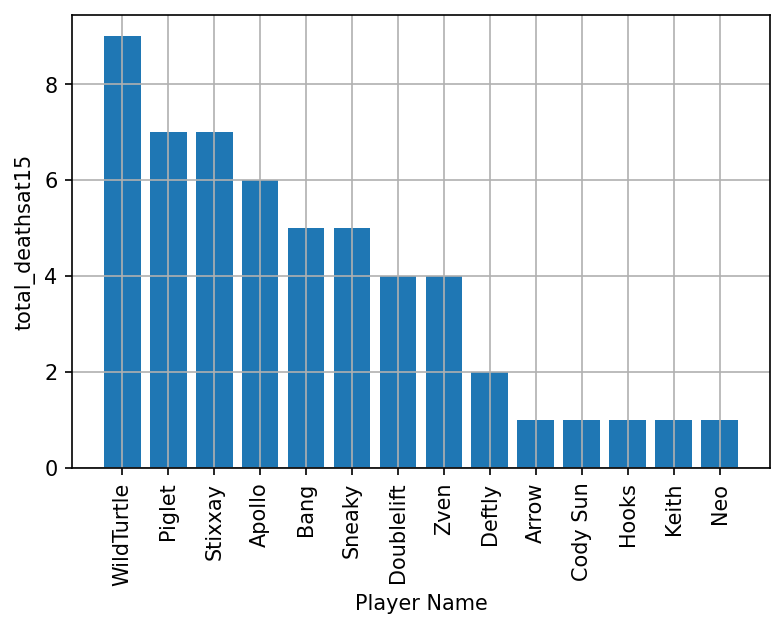 total_deathsat15
8
6
4
2
0
WildTurtle
Piglet
Stixxay
Apollo
Bang
Sneaky
Doublelift
Zven
Deftly
Arrow
Cody Sun
Hooks
Keith
Neo
Player Name